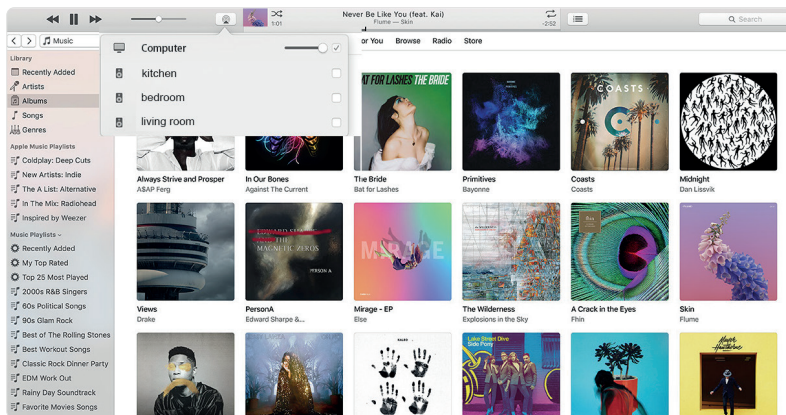 Never Be Like You (feat. Kai)
Flume — Skin
1:01
-2:52
Search
Music
or You Browse Radio Store
Computer
kitchen
bedroom
living room
Library
Recently Added
Artists
Albums
Songs
Genres
Apple Music Playlists
Coldplay: Deep Cuts
New Artists: Indie
The A List: Alternative
In The Mix: Radiohead
Inspired by Weezer
Music Playlists
Recently Added
My Top Rated
Top 25 Most Played
2000s R&B Singers
60s Political Songs
90s Glam Rock
Best of The Rolling Stones
Best Workout Songs
Classic Rock Dinner Party
EDM Work Out
Rainy Day Soundtrack
Favorite Movies Songs
AT FOR LASHES THE BRIDE
COASTS
C
Always Strive and Prosper
A$AP Ferg
In Our Bones
Against The Current
The Bride
Bat for Lashes
Primitives
Bayonne
Coasts
Coasts
Midnight
Dan Lissvik
EDWARD SHARPE
THE
MAGNETIC ZEROS
PERSON A
MIRAGE
Fhin
Views
Drake
PersonA
Edward Sharpe &...
Mirage - EP
Else
The Wilderness
Explosions in the Sky
A Crack in the Eyes
Fhin
Skin
Flume
Lake Street Dive
Side Pony
Mayer
Hawthorne